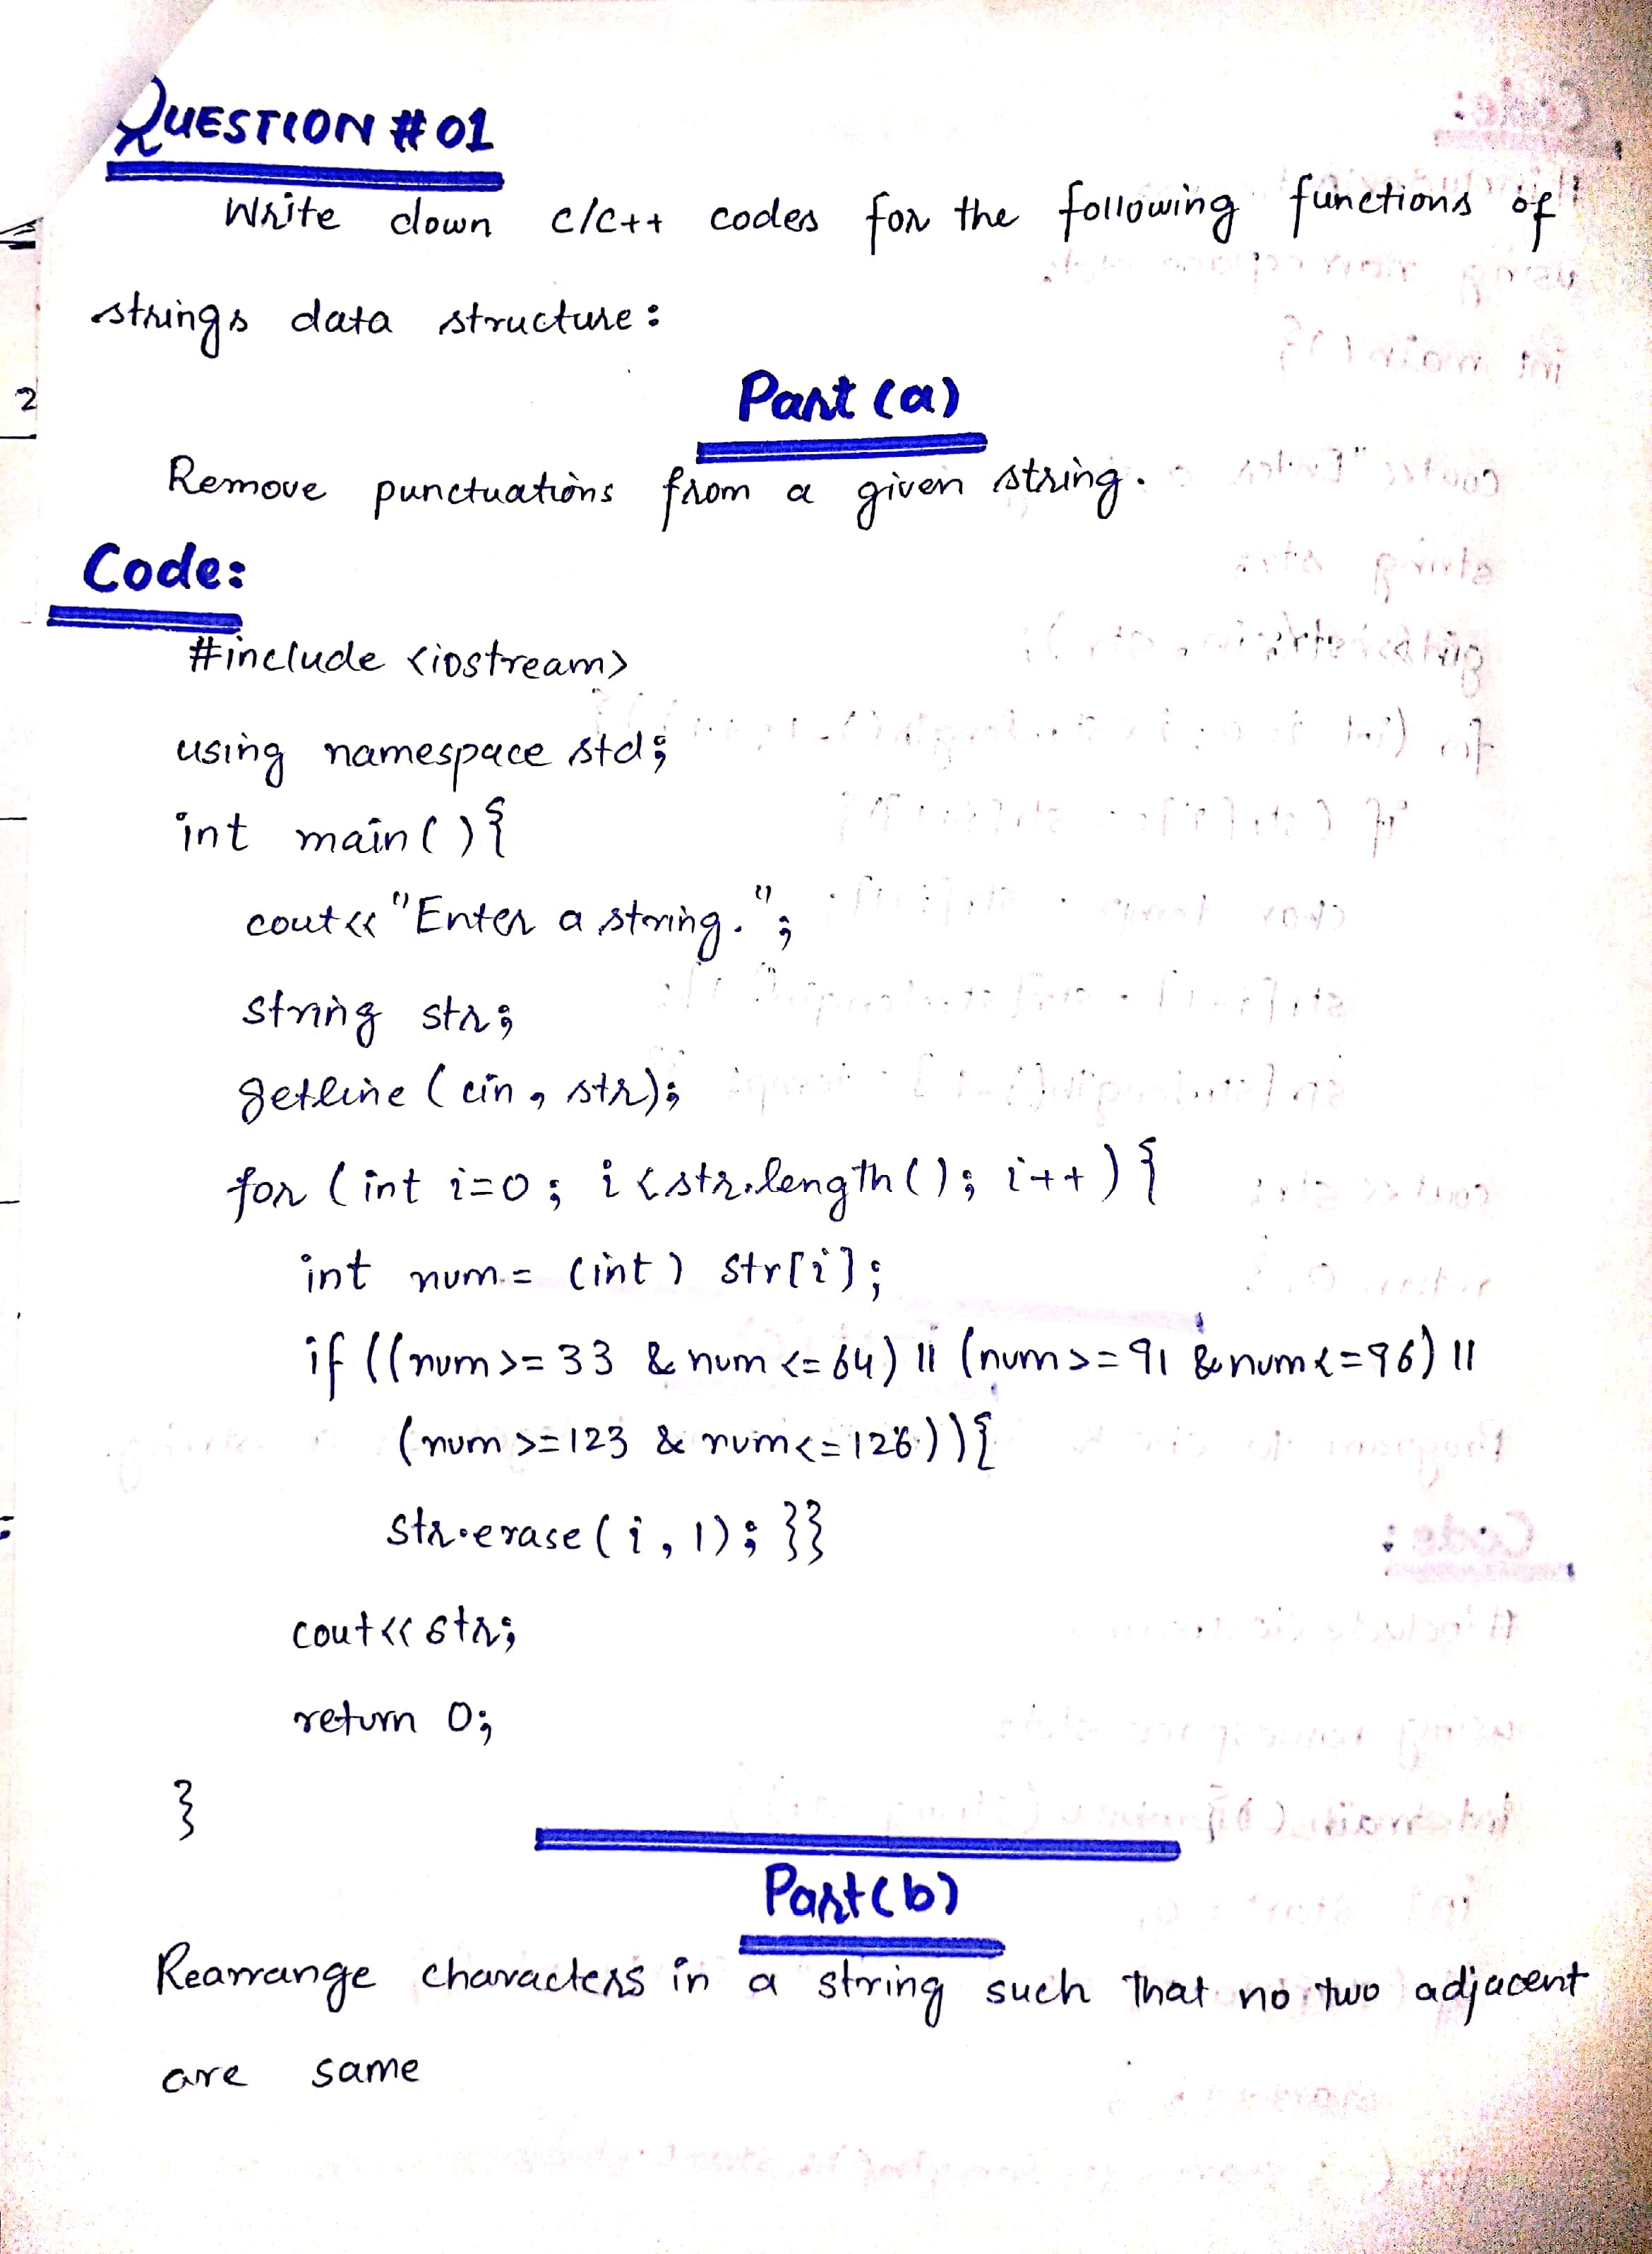 QUESTION # 01
Write down c/c++ codes for the following functions of
strings data structure:
Part (a)
Remove punctuations from a given string.
Code:
#include <iostream>
using namespace std;
int main(){
cout<<"Enter a string.";
string str;
getline (cin, str);
for (int i=0; i<str.length(); i++){
int num = (int) str[i];
if ((num>=33 & num<=64) || (num>=91 & num<=96) ||
(num>=123 & num<=126)){
str.erase(i, 1); }}
cout<<str;
return 0;
}
Part (b)
Rearrange characters in a string such that no two adjacent
are same
2